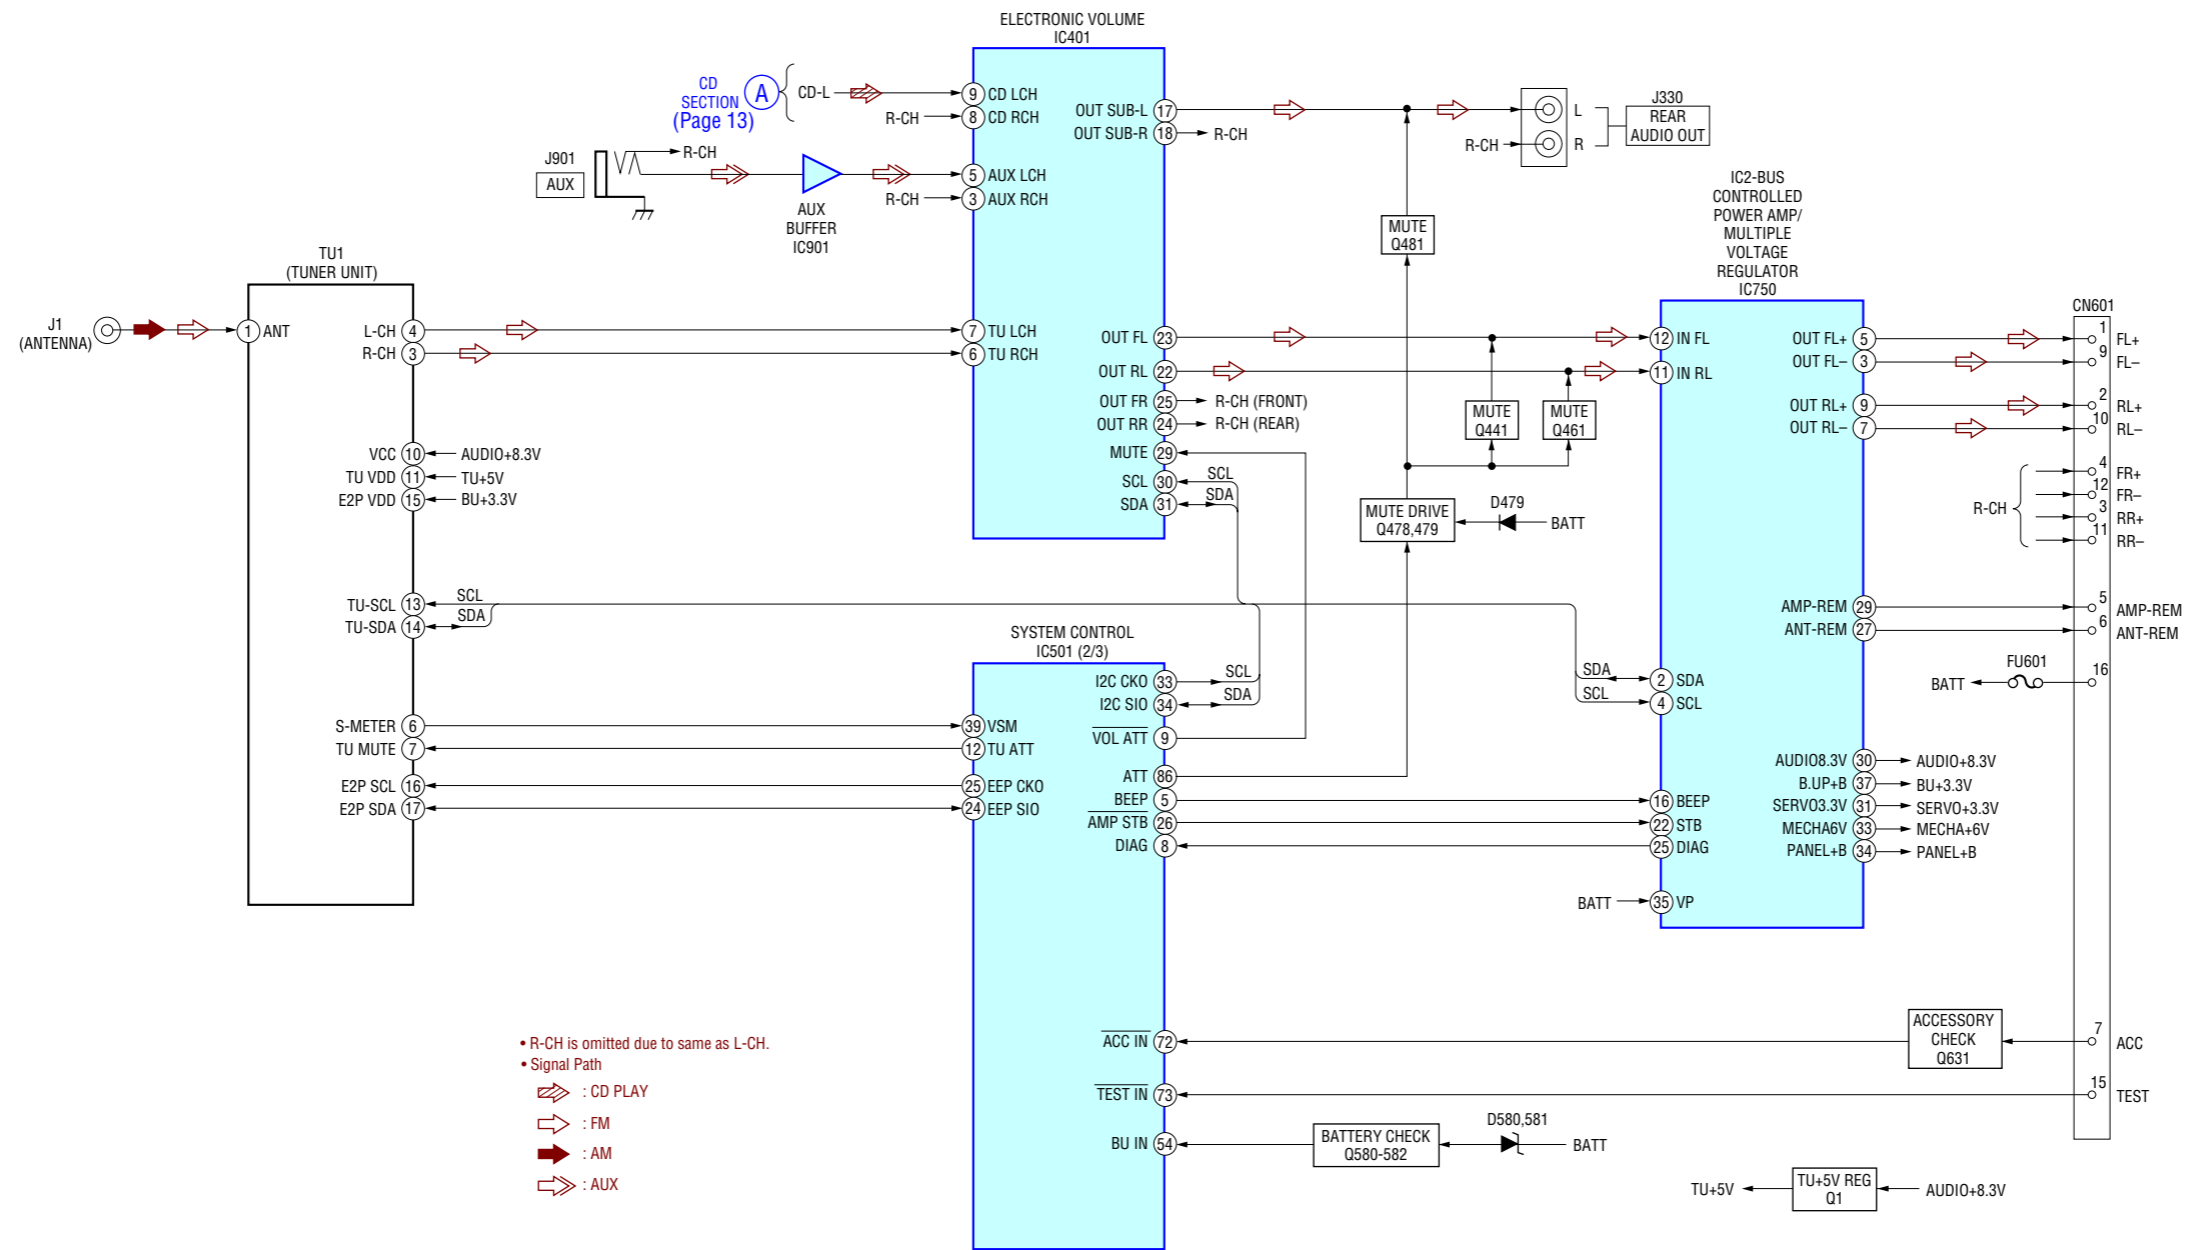 ELECTRONIC VOLUME
IC401
CD
SECTION
(Page 13)
A
CD-L
R-CH
9 CD LCH
8 CD RCH
J901
AUX
R-CH
AUX
BUFFER
IC901
R-CH
5 AUX LCH
3 AUX RCH
OUT SUB-L 17
OUT SUB-R 18
R-CH
R-CH
L
R
J330
REAR
AUDIO OUT
MUTE
Q481
IC2-BUS
CONTROLLED
POWER AMP/
MULTIPLE
VOLTAGE
REGULATOR
IC750
TU1
(TUNER UNIT)
J1
(ANTENNA)
1 ANT
L-CH 4
R-CH 3
7 TU LCH
6 TU RCH
OUT FL 23
OUT RL 22
OUT FR 25
R-CH (FRONT)
OUT RR 24
R-CH (REAR)
MUTE 29
SCL 30
SCL
SDA 31
SDA
MUTE
Q441
MUTE
Q461
12 IN FL
11 IN RL
OUT FL+ 5
OUT FL– 3
OUT RL+ 9
OUT RL– 7
CN601
1
FL+
9
FL–
2
RL+
10
RL–
R-CH
4
FR+
12
FR–
3
RR+
11
RR–
VCC 10
AUDIO+8.3V
TU VDD 11
TU+5V
E2P VDD 15
BU+3.3V
MUTE DRIVE
Q478,479
D479
BATT
TU-SCL 13
SCL
TU-SDA 14
SDA
AMP-REM 29
5
AMP-REM
ANT-REM 27
6
ANT-REM
SYSTEM CONTROL
IC501 (2/3)
I2C CKO 33
SCL
I2C SIO 34
SDA
SDA
2 SDA
SCL
4 SCL
BATT
FU601
16
S-METER 6
39 VSM
TU MUTE 7
12 TU ATT
VOL ATT 9
E2P SCL 16
25 EEP CKO
E2P SDA 17
24 EEP SIO
ATT 86
BEEP 5
AMP STB 26
DIAG 8
16 BEEP
22 STB
25 DIAG
AUDIO8.3V 30
AUDIO+8.3V
B.UP+B 37
BU+3.3V
SERVO3.3V 31
SERVO+3.3V
MECHA6V 33
MECHA+6V
PANEL+B 34
PANEL+B
BATT
35 VP
• R-CH is omitted due to same as L-CH.
• Signal Path
: CD PLAY
: FM
: AM
: AUX
ACC IN 72
ACCESSORY
CHECK
Q631
7
ACC
TEST IN 73
15
TEST
BU IN 54
BATTERY CHECK
Q580-582
D580,581
BATT
TU+5V
TU+5V REG
Q1
AUDIO+8.3V